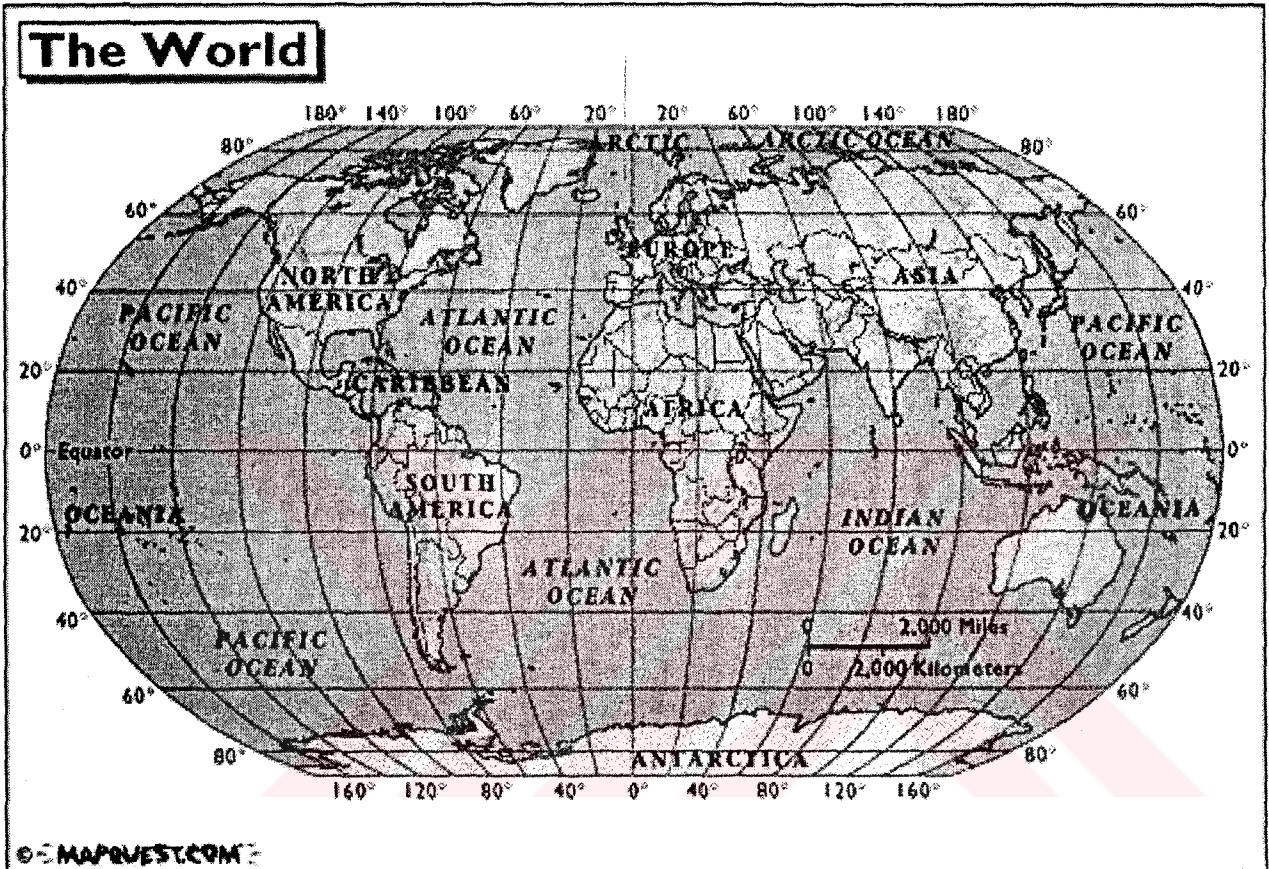 The World
180° 140° 100° 60° 20° 20° 60° 100° 140° 180°
80° ARCTIC ARCTIC OCEAN 80°
60° 60°
EUROPE
NORTH AMERICA
ASIA
40° 40°
PACIFIC OCEAN
ATLANTIC OCEAN
PACIFIC OCEAN
20° 20°
CARIBBEAN
AFRICA
0° Equator 0°
SOUTH AMERICA
OCEANIA
OCEANIA
INDIAN OCEAN
20° 20°
ATLANTIC OCEAN
40° 40°
0 2,000 Miles
PACIFIC OCEAN
0 2,000 Kilometers
60° 60°
80° ANTARCTICA 80°
160° 120° 80° 40° 0° 40° 80° 120° 160°
© MAPQUEST.COM